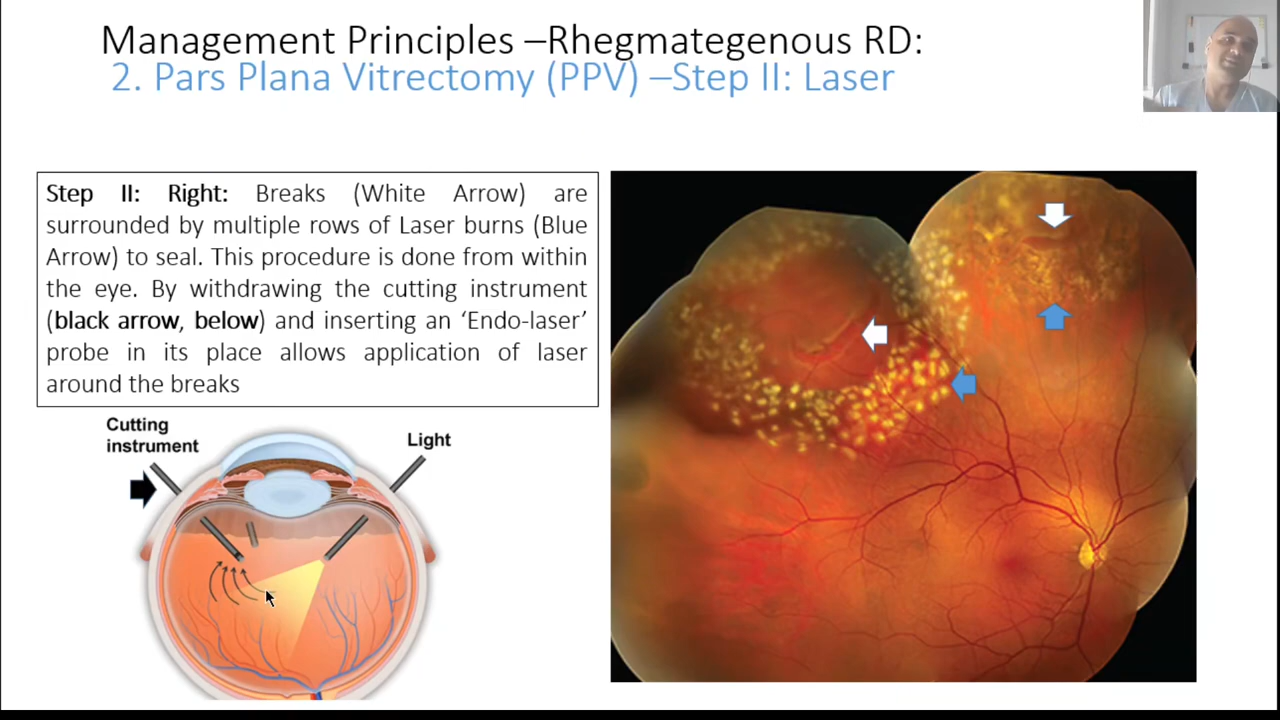 Management Principles –Rhegmategenous RD:
2. Pars Plana Vitrectomy (PPV) –Step II: Laser
Step II: Right: Breaks (White Arrow) are
surrounded by multiple rows of Laser burns (Blue
Arrow) to seal. This procedure is done from within
the eye. By withdrawing the cutting instrument
(black arrow, below) and inserting an ‘Endo-laser’
probe in its place allows application of laser
around the breaks
Cutting
instrument
Light